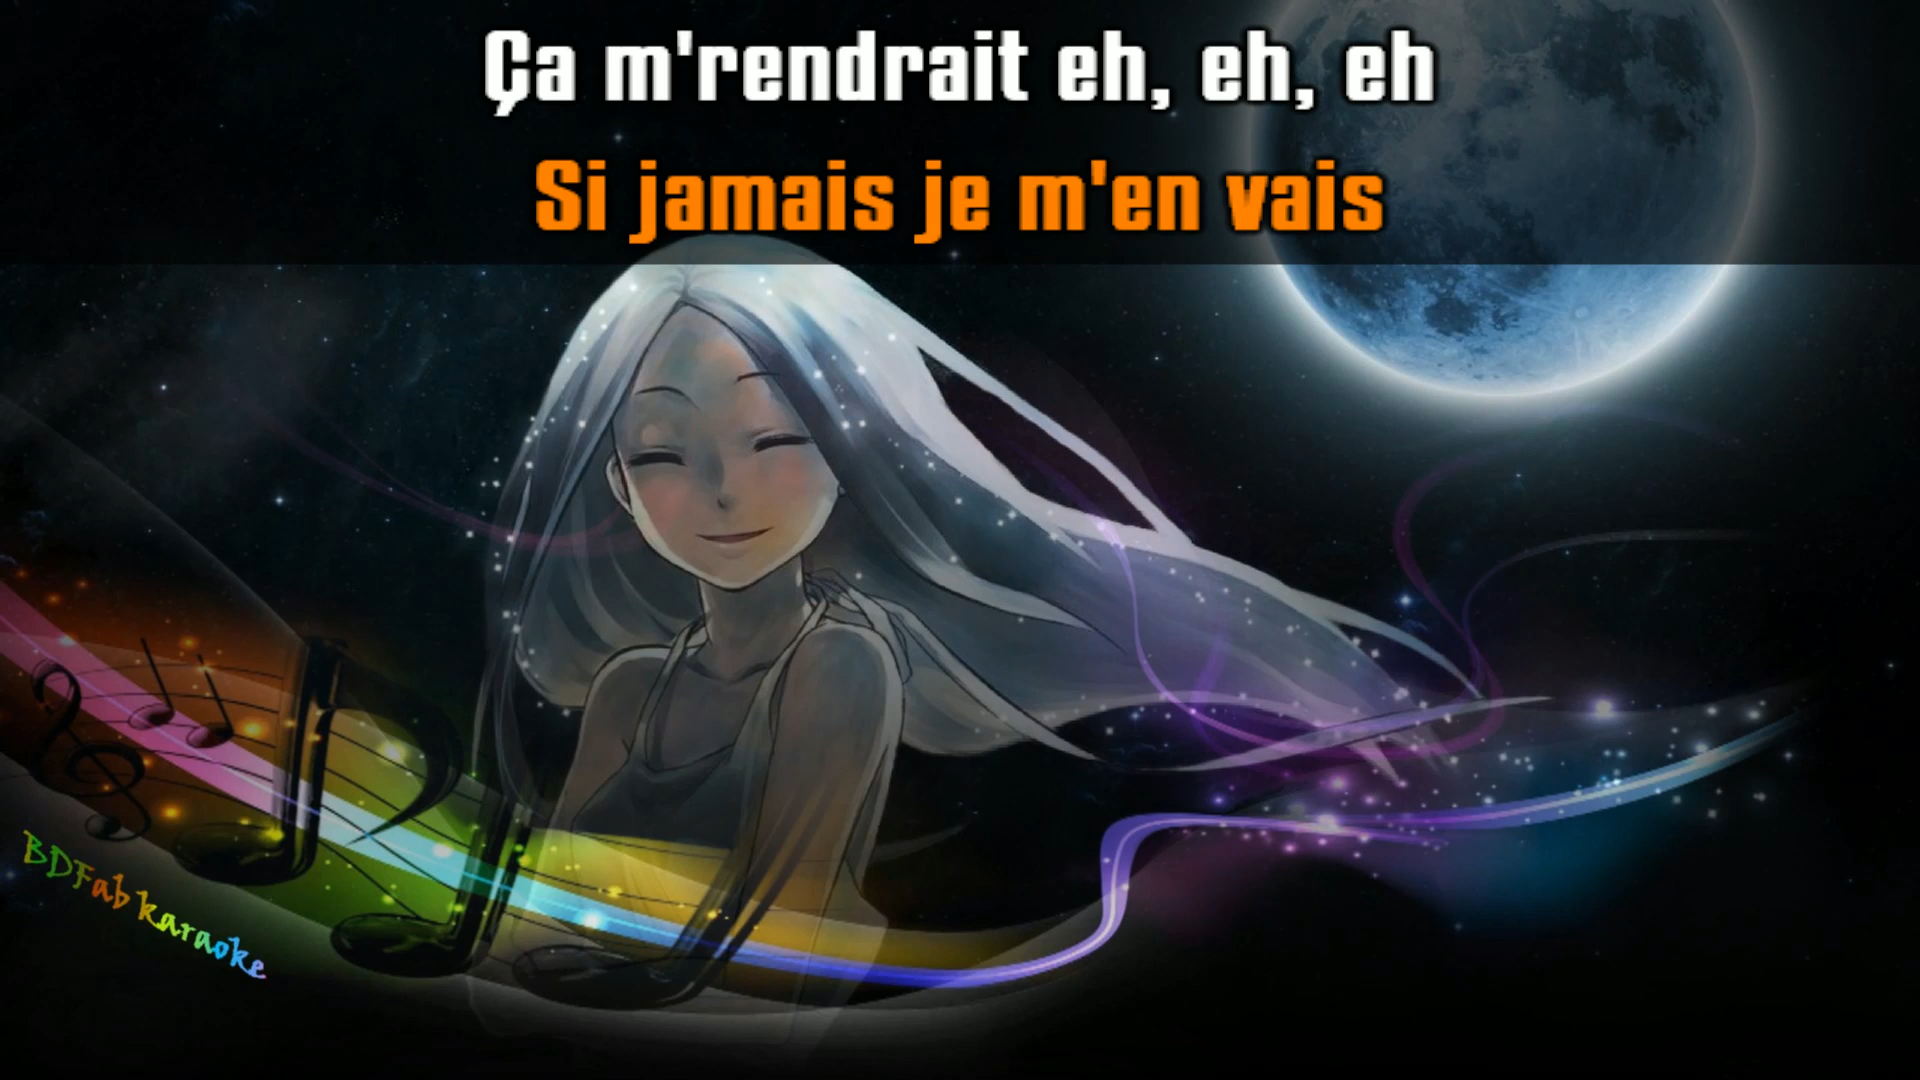 Ça m'rendrait eh, eh, eh
Si jamais je m'en vais
BDFab karaoke